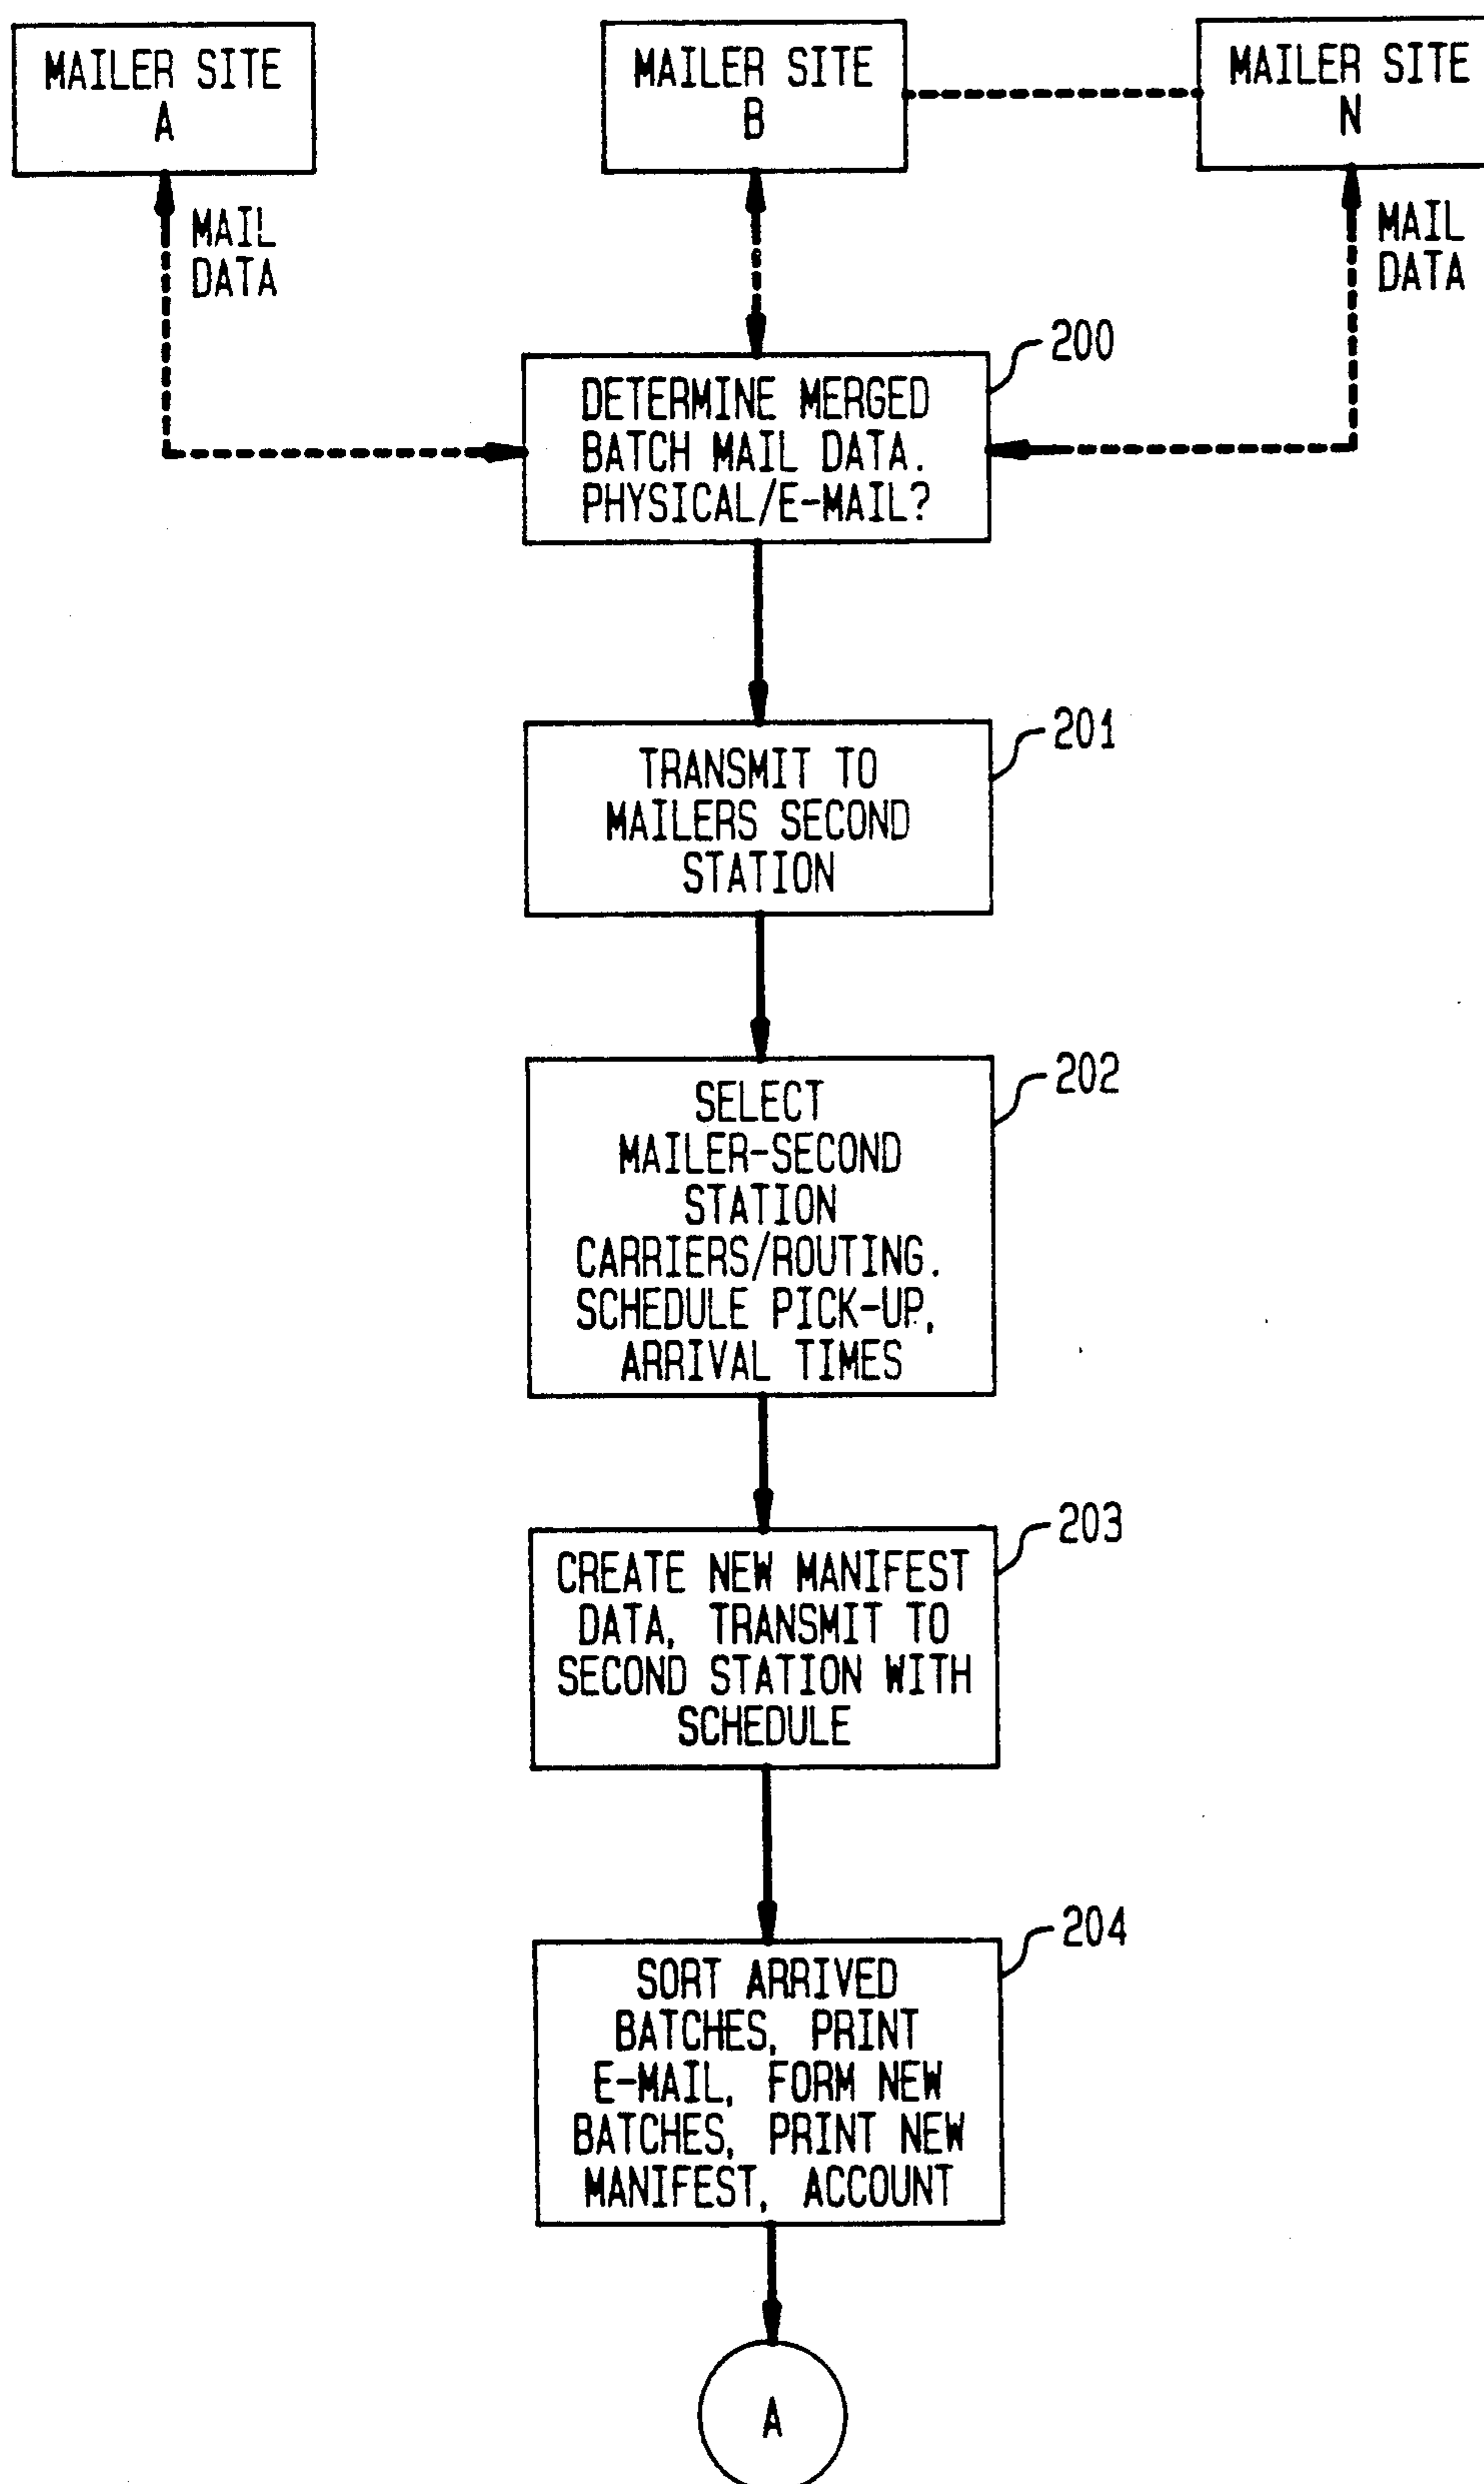 MAILER SITE
A
MAILER SITE
B
MAILER SITE
N
MAIL
DATA
MAIL
DATA
200
DETERMINE MERGED
BATCH MAIL DATA.
PHYSICAL/E-MAIL?
201
TRANSMIT TO
MAILERS SECOND
STATION
202
SELECT
MAILER-SECOND
STATION
CARRIERS/ROUTING.
SCHEDULE PICK-UP,
ARRIVAL TIMES
203
CREATE NEW MANIFEST
DATA, TRANSMIT TO
SECOND STATION WITH
SCHEDULE
204
SORT ARRIVED
BATCHES, PRINT
E-MAIL, FORM NEW
BATCHES, PRINT NEW
MANIFEST, ACCOUNT
A